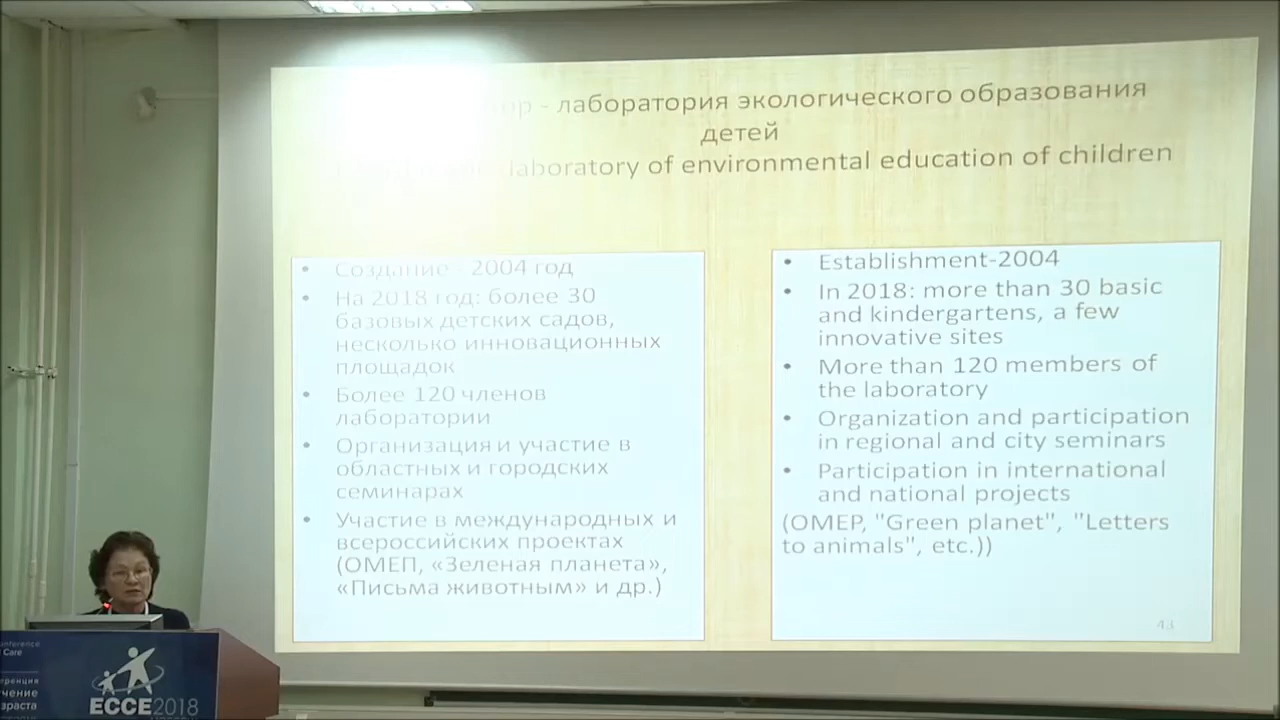 - лаборатория экологического образования
детей
laboratory of environmental education of children
• Создание - 2004 год
• На 2018 год: более 30
базовых детских садов,
несколько инновационных
площадок
• Более 120 членов
лаборатории
• Организация и участие в
областных и городских
семинарах
• Участие в международных и
всероссийских проектах
(ОМЕП, «Зеленая планета»,
«Письма животным» и др.)
• Establishment-2004
• In 2018: more than 30 basic
and kindergartens, a few
innovative sites
• More than 120 members of
the laboratory
• Organization and participation
in regional and city seminars
• Participation in international
and national projects
(OMEP, "Green planet", "Letters
to animals", etc.))
43
Care
ECCE2018